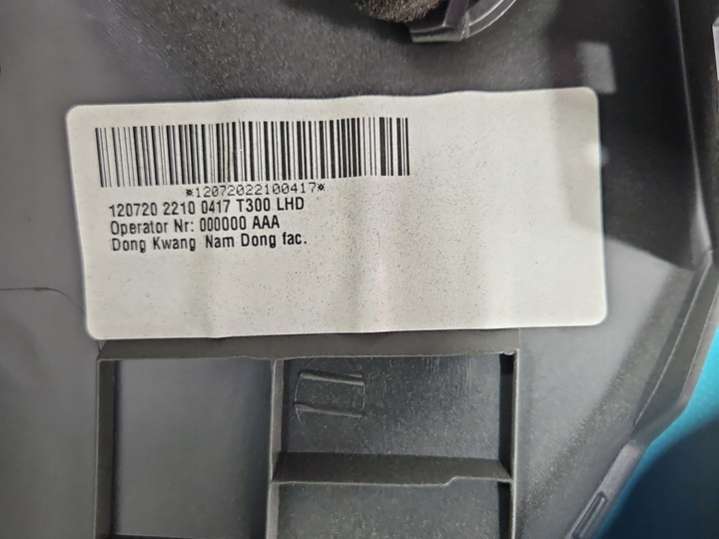 *12072022100417*
120720 2210 0417 T300 LHD
Operator Nr: 000000 AAA
Dong Kwang Nam Dong fac.